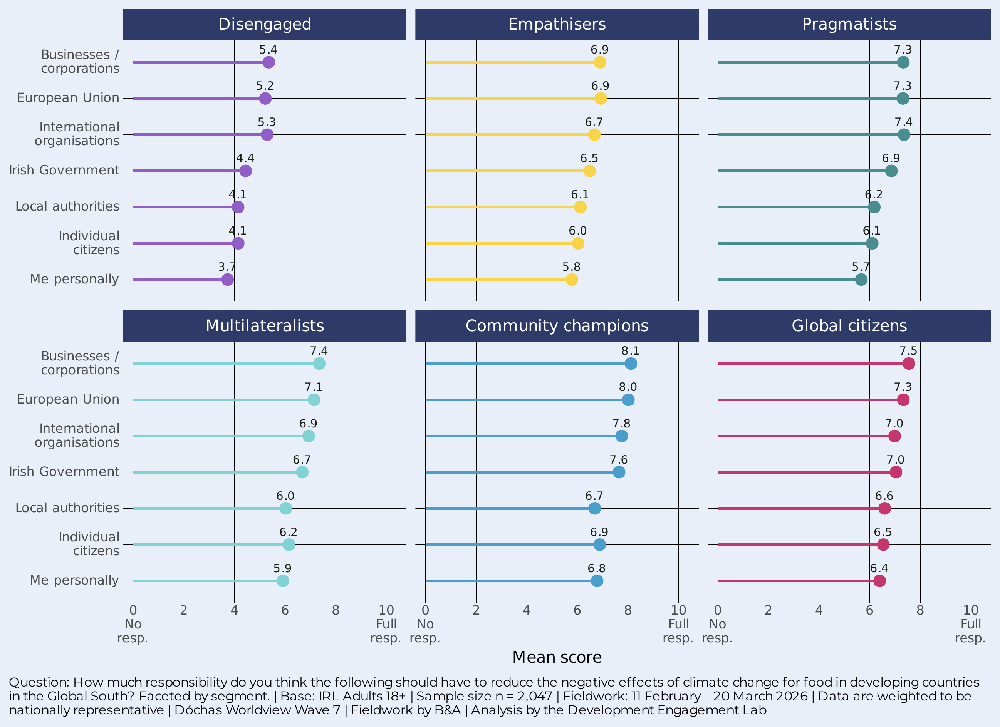 Disengaged
Empathisers
Pragmatists
Businesses /
corporations
5.4
6.9
7.3
European Union
5.2
6.9
7.3
International
organisations
5.3
6.7
7.4
Irish Government
4.4
6.5
6.9
Local authorities
4.1
6.1
6.2
Individual
citizens
4.1
6.0
6.1
Me personally
3.7
5.8
5.7
Multilateralists
Community champions
Global citizens
Businesses /
corporations
7.4
8.1
7.5
European Union
7.1
8.0
7.3
International
organisations
6.9
7.8
7.0
Irish Government
6.7
7.6
7.0
Local authorities
6.0
6.7
6.6
Individual
citizens
6.2
6.9
6.5
Me personally
5.9
6.8
6.4
0 2 4 6 8 10 0 2 4 6 8 10 0 2 4 6 8 10
No Full No Full No Full
resp. resp. resp. resp. resp. resp.
Mean score
Question: How much responsibility do you think the following should have to reduce the negative effects of climate change for food in developing countries
in the Global South? Faceted by segment. | Base: IRL Adults 18+ | Sample size n = 2,047 | Fieldwork: 11 February – 20 March 2026 | Data are weighted to be
nationally representative | Dóchas Worldview Wave 7 | Fieldwork by B&A | Analysis by the Development Engagement Lab